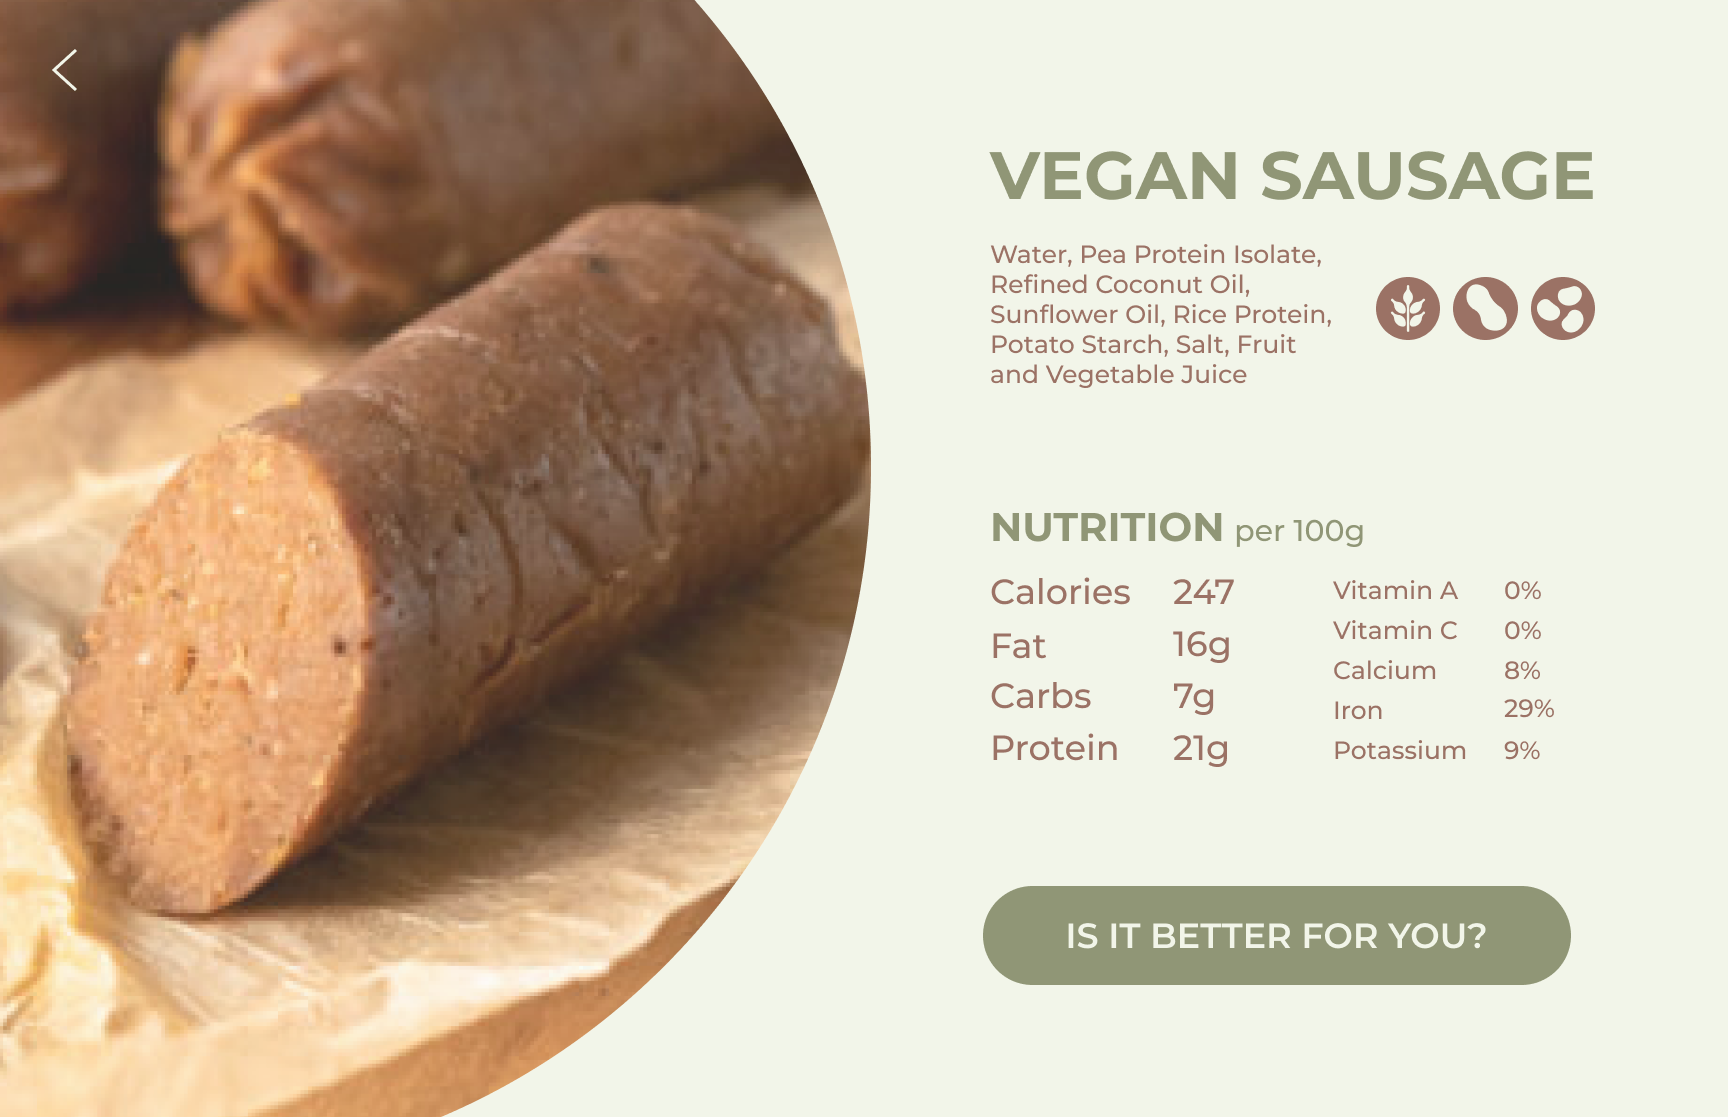 VEGAN SAUSAGE
Water, Pea Protein Isolate,
Refined Coconut Oil,
Sunflower Oil, Rice Protein,
Potato Starch, Salt, Fruit
and Vegetable Juice
NUTRITION per 100g
Calories 247
Fat 16g
Carbs 7g
Protein 21g
Vitamin A 0%
Vitamin C 0%
Calcium 8%
Iron 29%
Potassium 9%
IS IT BETTER FOR YOU?